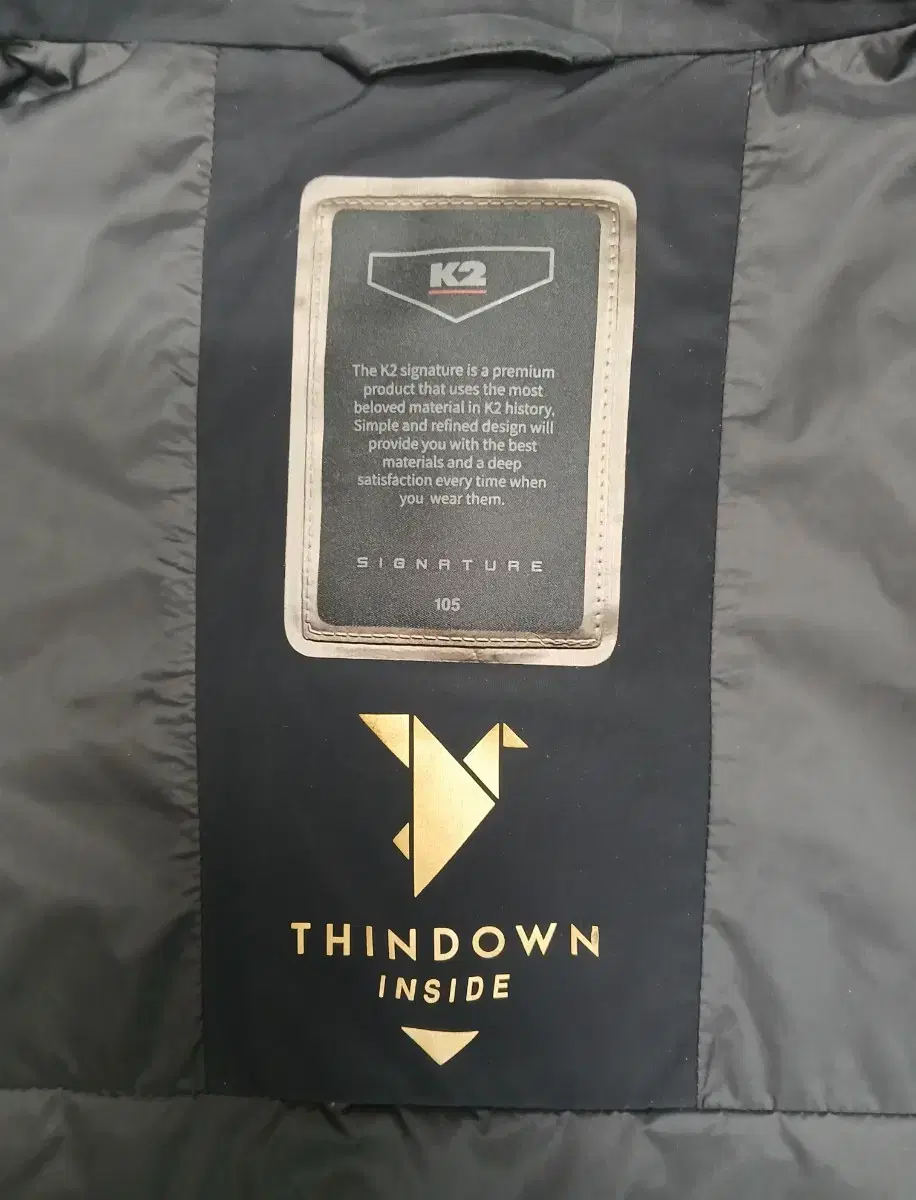 K2
The K2 signature is a premium
product that uses the most
beloved material in K2 history.
Simple and refined design will
provide you with the best
materials and a deep
satisfaction every time when
you wear them.
SIGNATURE
105
THINDOWN
INSIDE